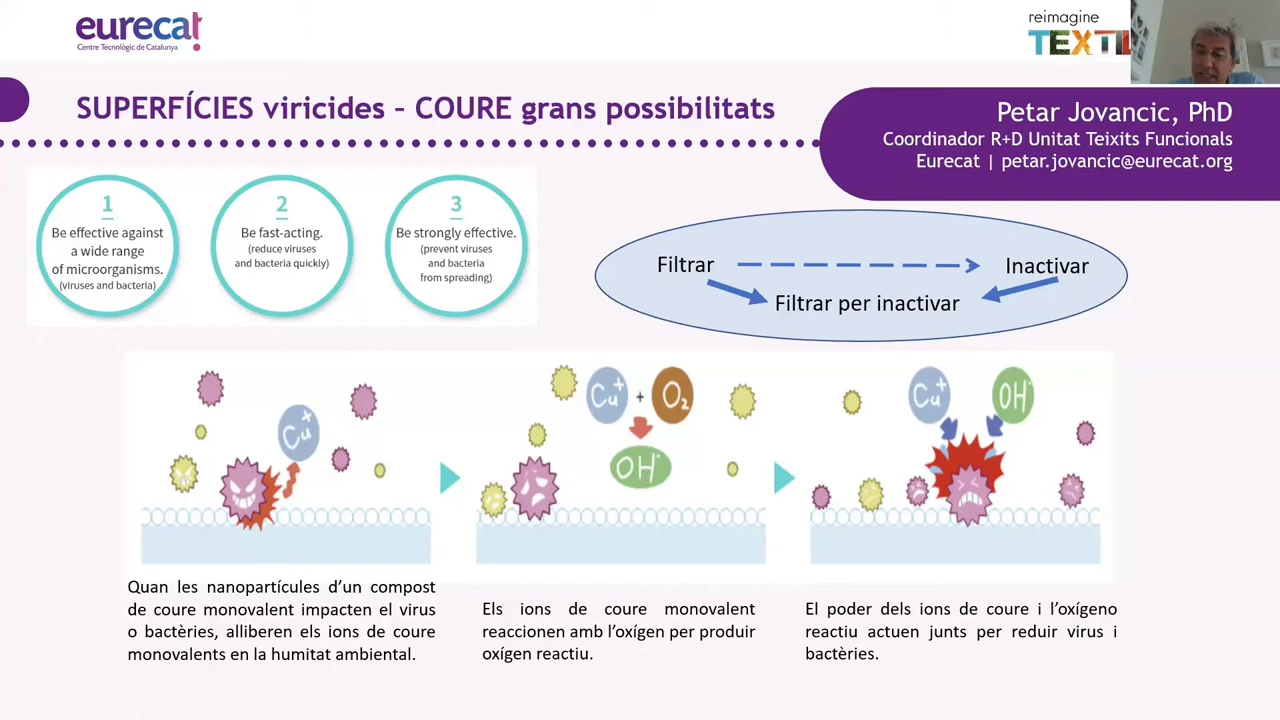 eurecat
Centre Tecnològic de Catalunya
reimagine
TEXTIL
SUPERFÍCIES viricides – COURE grans possibilitats
Petar Jovancic, PhD
Coordinador R+D Unitat Teixits Funcionals
Eurecat | petar.jovancic@eurecat.org
1
Be effective against
a wide range
of microorganisms.
(viruses and bacteria)
2
Be fast-acting.
(reduce viruses
and bacteria quickly)
3
Be strongly effective.
(prevent viruses
and bacteria
from spreading)
Filtrar
Inactivar
Filtrar per inactivar
Cu+
Cu+ + O2
OH·
Cu+
OH·
Quan les nanopartícules d’un compost
de coure monovalent impacten el virus
o bactèries, alliberen els ions de coure
monovalents en la humitat ambiental.
Els ions de coure monovalent
reaccionen amb l’oxígen per produir
oxígen reactiu.
El poder dels ions de coure i l’oxígeno
reactiu actuen junts per reduir virus i
bactèries.